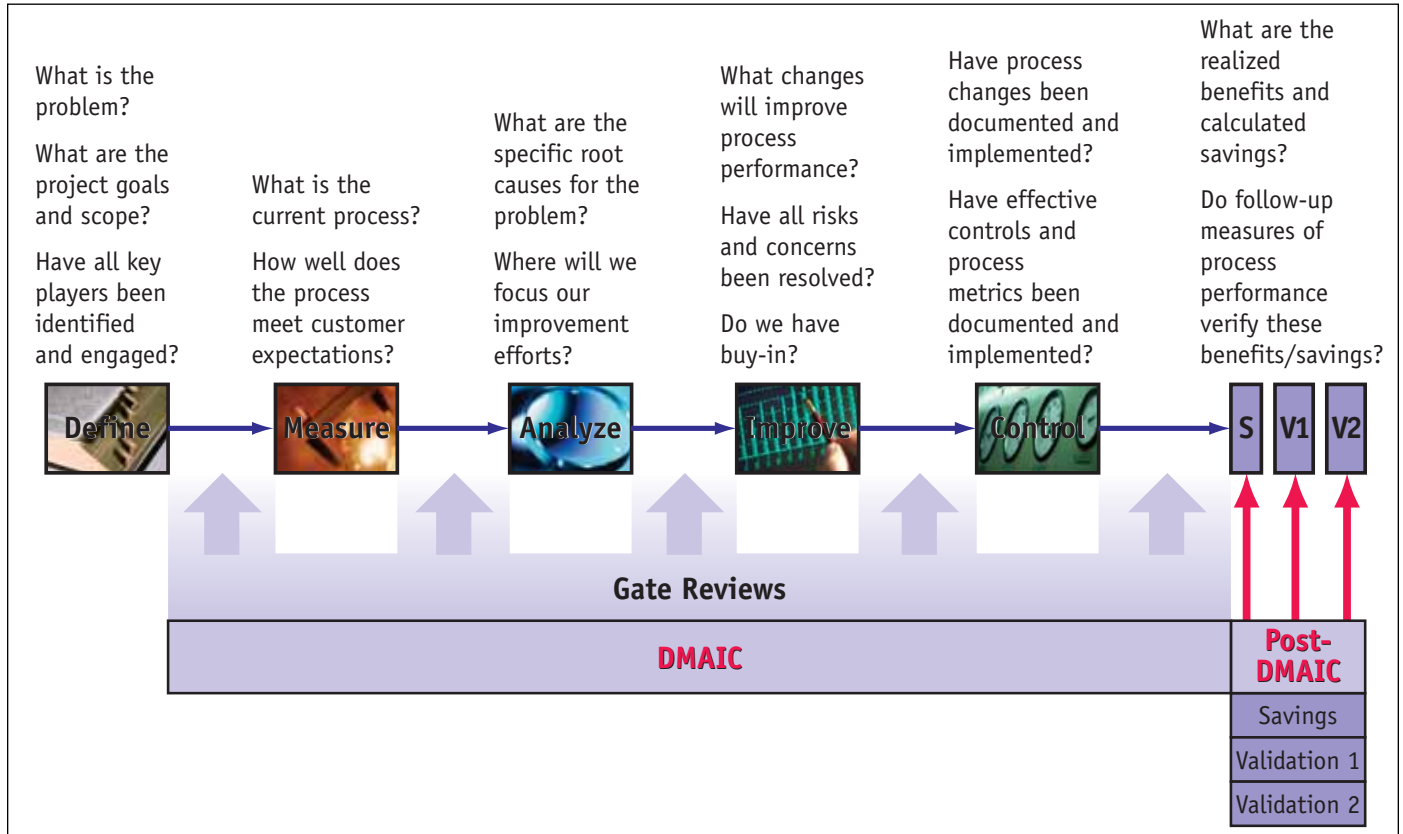 What is the
problem?
What are the
project goals
and scope?
Have all key
players been
identified
and engaged?
What is the
current process?
How well does
the process
meet customer
expectations?
What are the
specific root
causes for the
problem?
Where will we
focus our
improvement
efforts?
What changes
will improve
process
performance?
Have all risks
and concerns
been resolved?
Do we have
buy-in?
Have process
changes been
documented and
implemented?
Have effective
controls and
process
metrics been
documented and
implemented?
What are the
realized
benefits and
calculated
savings?
Do follow-up
measures of
process
performance
verify these
benefits/savings?
Define
Measure
Analyze
Improve
Control
S
V1
V2
Gate Reviews
DMAIC
Post-
DMAIC
Savings
Validation 1
Validation 2